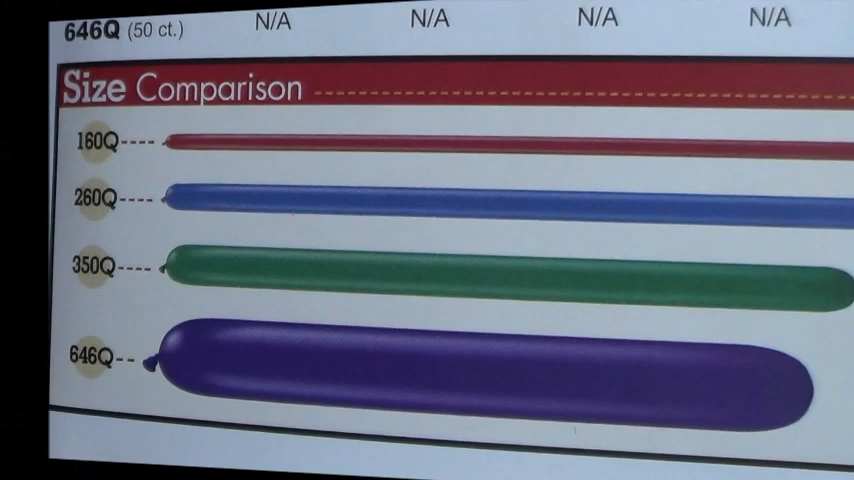 646Q (50 ct.) N/A N/A N/A N/A
Size Comparison
160Q
260Q
350Q
646Q